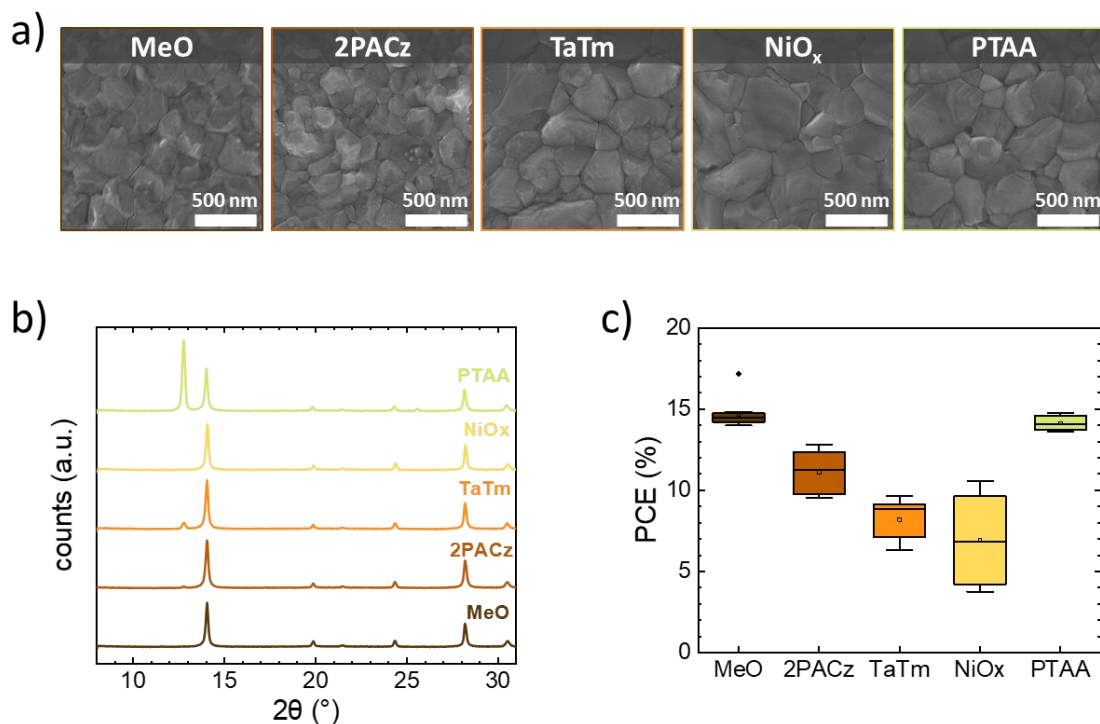 a)
MeO
2PACz
TaTm
NiOₓ
PTAA
500 nm
500 nm
500 nm
500 nm
500 nm
b)
counts (a.u.)
PTAA
NiOx
TaTm
2PACz
MeO
10 15 20 25 30
2θ (°)
c)
PCE (%)
20
15
10
5
0
MeO 2PACz TaTm NiOx PTAA